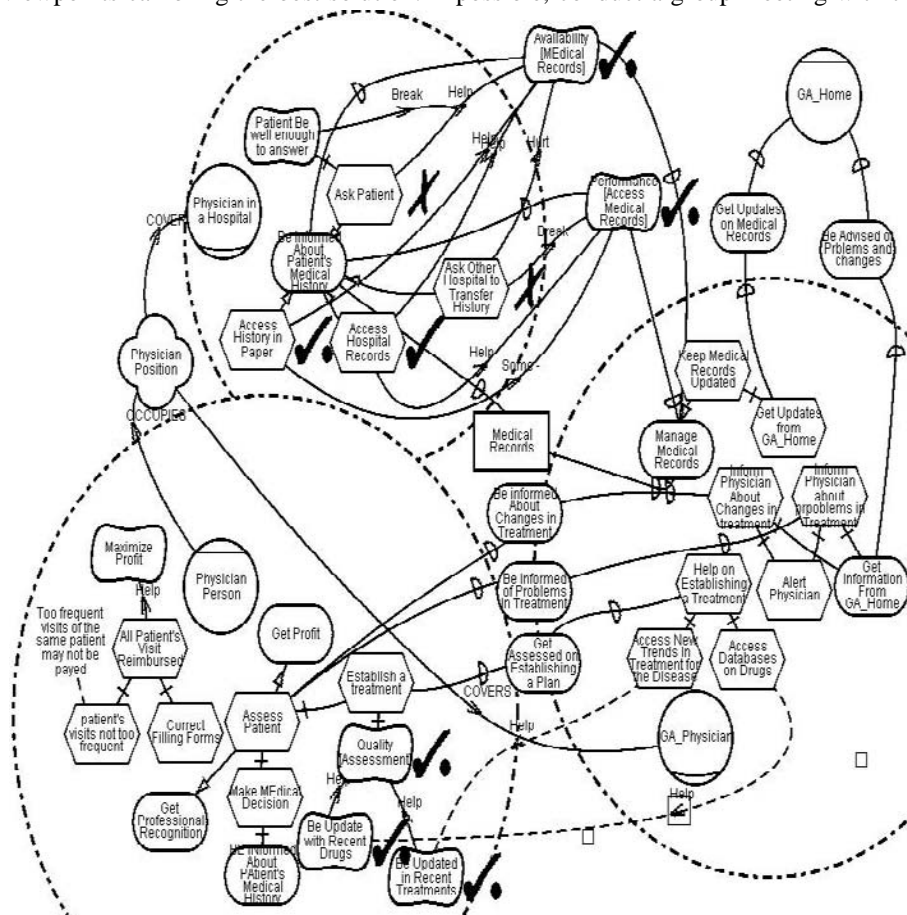 Availability
[MEdical
Records]
GA_Home
Break
Help
Patient Be
well enough
to answer
Help
Help
Hurt
Ask Patient
Physician in
a Hospital
COVER
Performance
[Access
Medical
Records]
Get Updates
on Medical
Records
Be Informed
About
Patient's
Medical
History
Break
Be Advised of
Prblems and
changes
Ask Other
Hospital to
Transfer
History
Access
History in
Paper
Access
Hospital
Records
Help
Some -
Keep Medical
Records
Updated
Physician
Position
OCCUPIES
Get Updates
from
GA_Home
Medical
Records
Manage
Medical
Records
Inform
Physician
About
Changes in
treatment
Inform
Physician
about
prpoblems in
Treatment
Be informed
About
Changes in
Treatment
Maximize
Profit
Physician
Person
Be Informed
of Problems
In Treatment
Help on
Establishing
a Treatment
Alert
Physician
Get
Information
From
GA_Home
Help
Too frequent
visits of the
same patient
may not be
payed
All Patient's
Visit
Reimbursed
Get Profit
Get
Assessed on
Establishing
a Plan
Access New
Trends in
Treatment for
the Disease
Access
Databases
on Drugs
Establish a
treatment
COVERS
patient's
visits not too
frequent
Currect
Filling Forms
Assess
Patient
Help
GA_Physician
Quality
[Assessment]
Make MEdical
Decision
Help
Help
Get
Professional
Recognition
Be Update
with Recent
Drugs
BE INformed
About
PAtient's
Medical
History
Be Updated
in Recent
Treatments